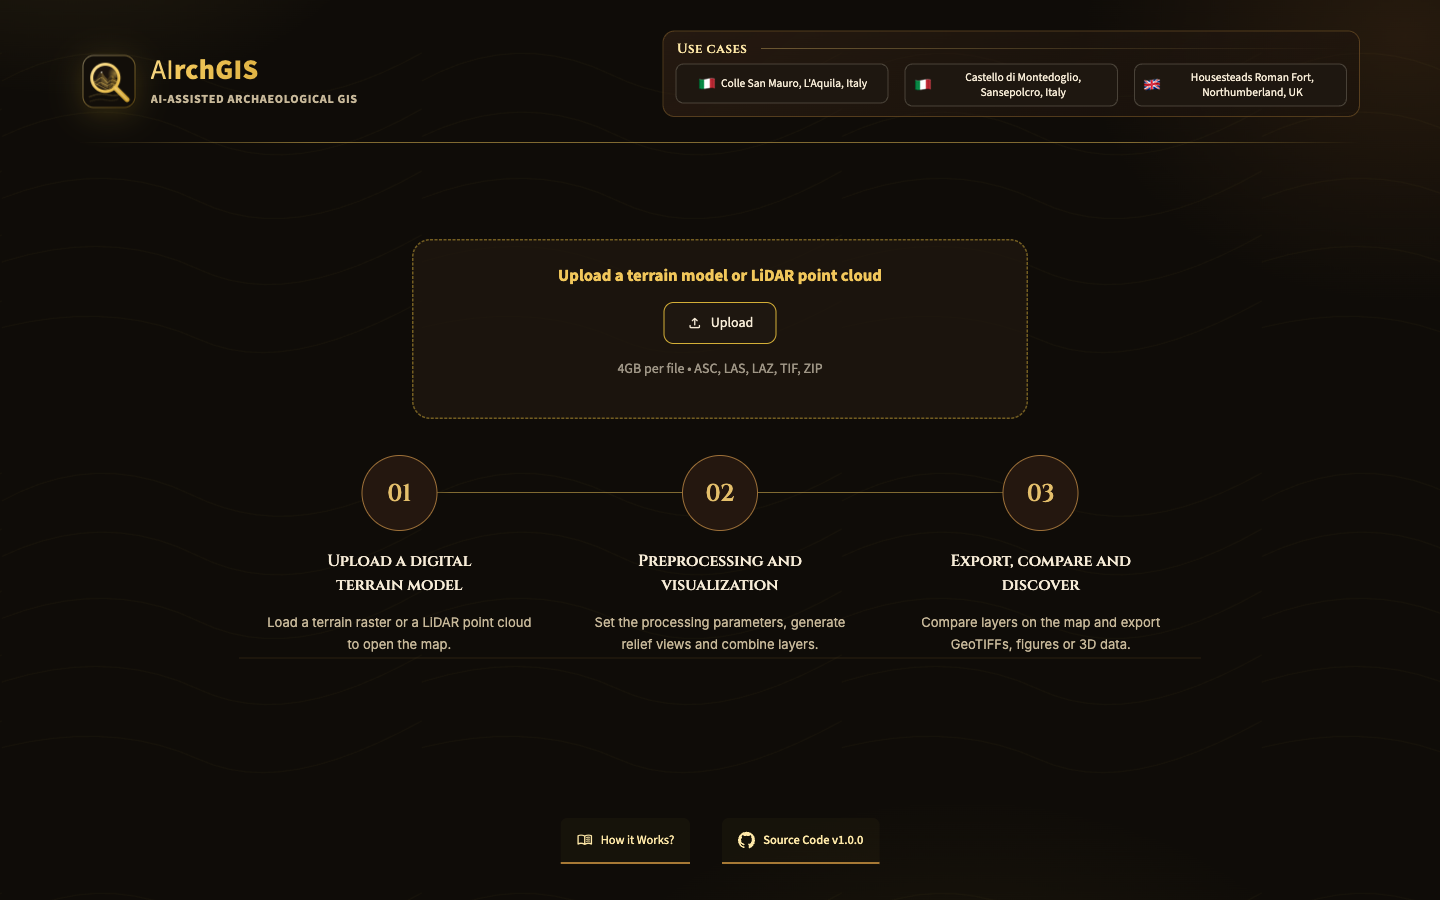 AIrchGIS
AI-ASSISTED ARCHAEOLOGICAL GIS
Use cases
Colle San Mauro, L'Aquila, Italy
Castello di Montedoglio,
Sansepolcro, Italy
Housesteads Roman Fort,
Northumberland, UK
Upload a terrain model or LiDAR point cloud
Upload
4GB per file • ASC, LAS, LAZ, TIF, ZIP
01
02
03
Upload a digital
terrain model
Preprocessing and
visualization
Export, compare and
discover
Load a terrain raster or a LiDAR point cloud
to open the map.
Set the processing parameters, generate
relief views and combine layers.
Compare layers on the map and export
GeoTIFFs, figures or 3D data.
How it Works?
Source Code v1.0.0